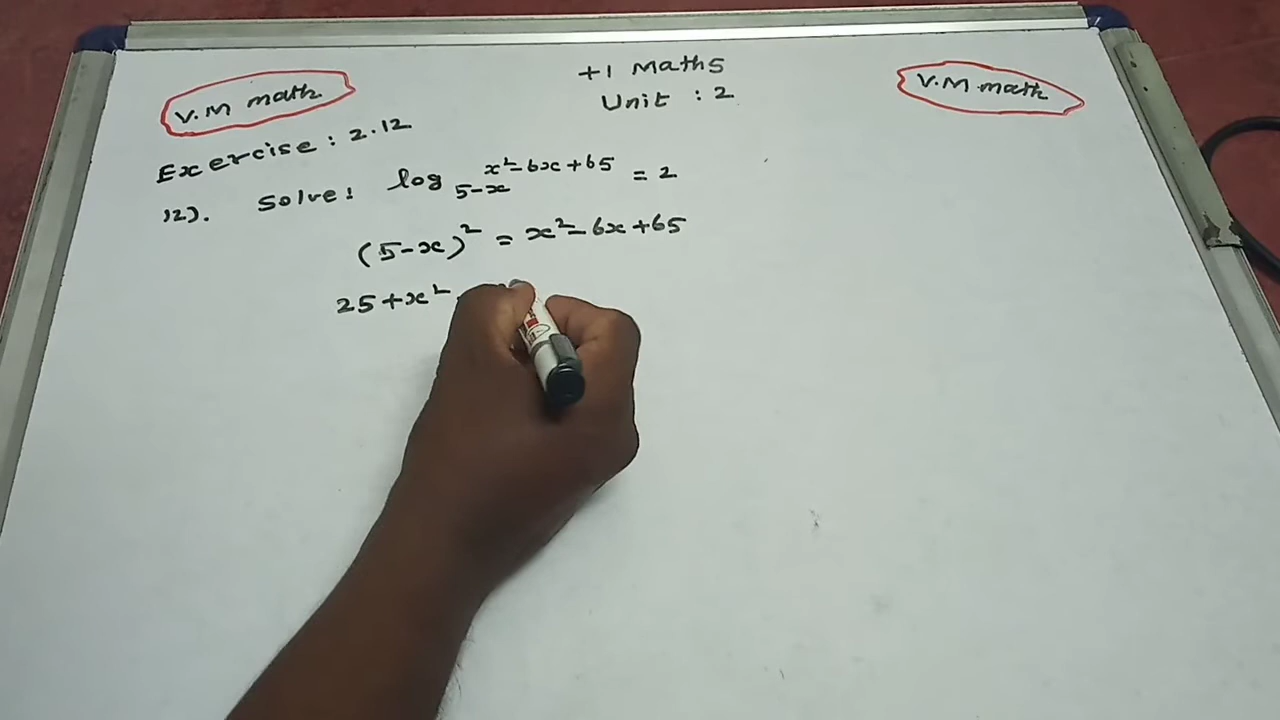 V.M math
+1 Maths
V.M.math
Unit : 2
Exercise : 2.12
12). Solve: log₅₋ₓ x²-6x+65 = 2
(5-x)² = x²-6x+65
25+x²